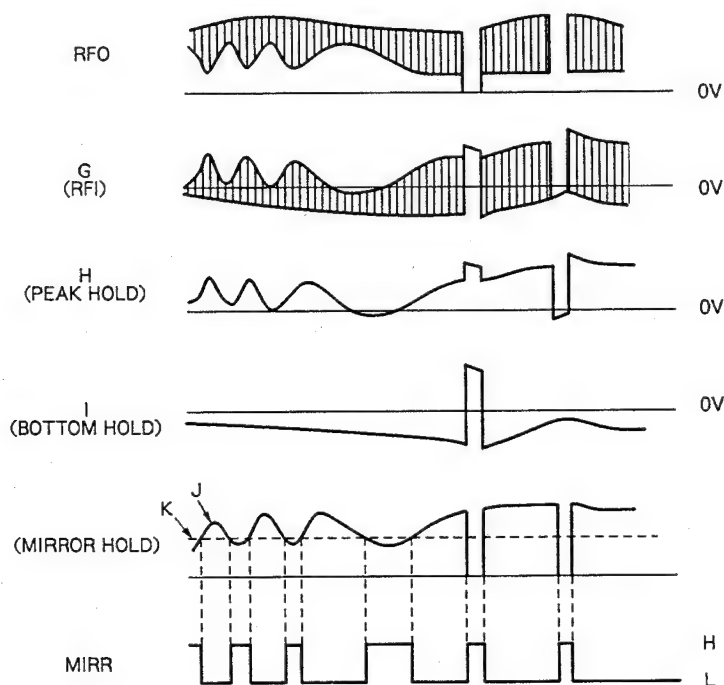 RFO
0V
G
(RFI)
0V
H
(PEAK HOLD)
0V
I
(BOTTOM HOLD)
0V
K
J
(MIRROR HOLD)
MIRR
H
L